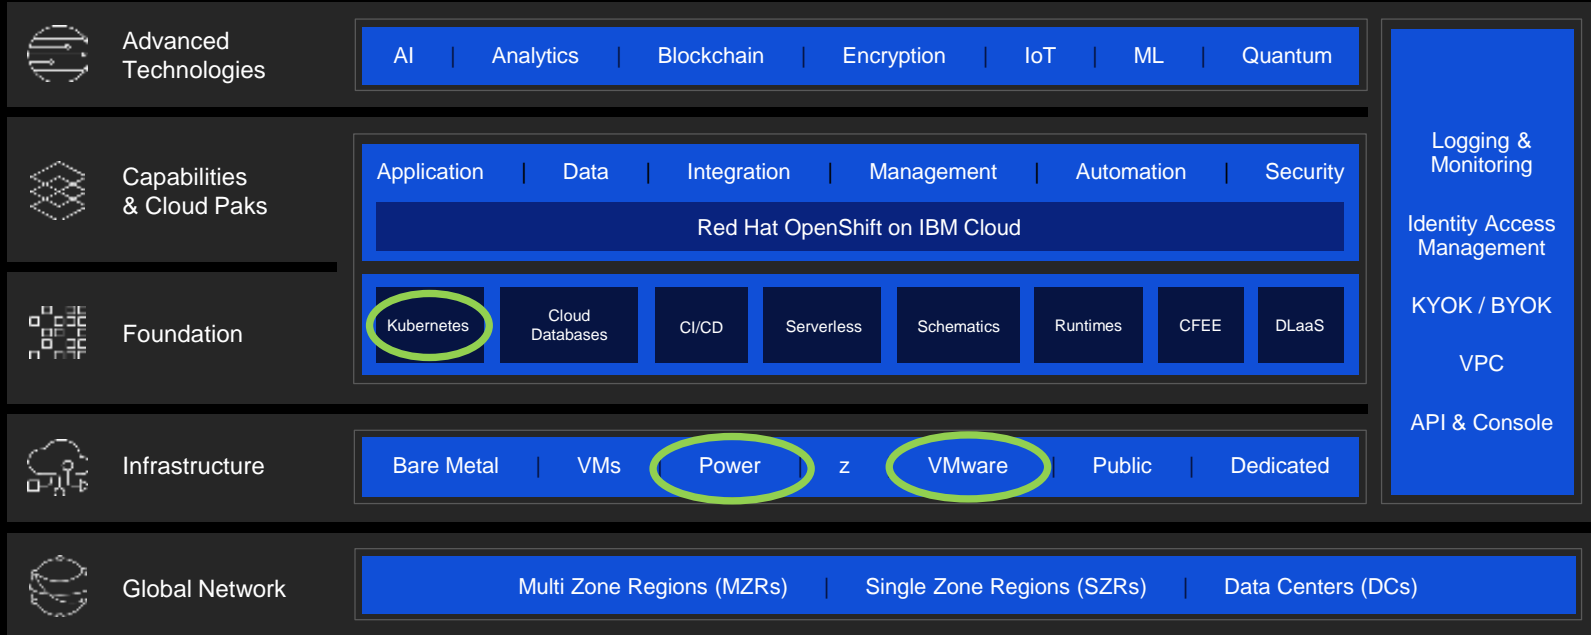 Advanced
Technologies
AI | Analytics | Blockchain | Encryption | IoT | ML | Quantum
Capabilities
& Cloud Paks
Application | Data | Integration | Management | Automation | Security
Red Hat OpenShift on IBM Cloud
Foundation
Kubernetes
Cloud
Databases
CI/CD
Serverless
Schematics
Runtimes
CFEE
DLaaS
Infrastructure
Bare Metal | VMs | Power | z VMware | Public | Dedicated
Logging &
Monitoring
Identity Access
Management
KYOK / BYOK
VPC
API & Console
Global Network
Multi Zone Regions (MZRs) | Single Zone Regions (SZRs) | Data Centers (DCs)